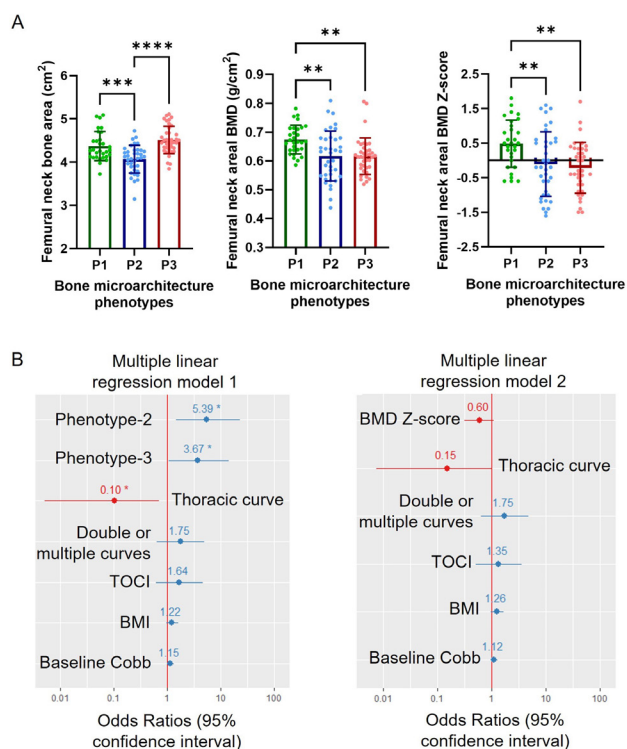 A
Femoral neck bone area (cm²)
6
5
4
3
2
*** ****
P1 P2 P3
Bone microarchitecture
phenotypes
Femoral neck areal BMD (g/cm²)
0.9
0.8
0.7
0.6
0.5
0.4
0.3
**
**
P1 P2 P3
Bone microarchitecture
phenotypes
Femoral neck areal BMD Z-score
2.5
1.5
0.5
-0.5
-1.5
-2.5
**
**
P1 P2 P3
Bone microarchitecture
phenotypes
B
Multiple linear
regression model 1
5.39 *
Phenotype-2
3.67 *
Phenotype-3
0.10 *
Thoracic curve
1.75
Double or
multiple curves
1.64
TOCI
1.22
BMI
1.15
Baseline Cobb
0.01 0.1 1 10 100
Odds Ratios (95%
confidence interval)
Multiple linear
regression model 2
0.60
BMD Z-score
0.15
Thoracic curve
1.75
Double or
multiple curves
1.35
TOCI
1.26
BMI
1.12
Baseline Cobb
0.01 0.1 1 10 100
Odds Ratios (95%
confidence interval)